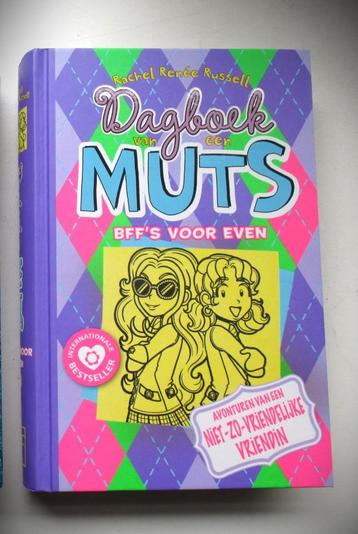 Rachel Renée Russell
Dagboek
van een
MUTS
BFF'S VOOR EVEN
INTERNATIONALE
BESTSELLER
AVONTUREN VAN EEN
NIET-ZO-VRIENDELIJKE
VRIENDIN